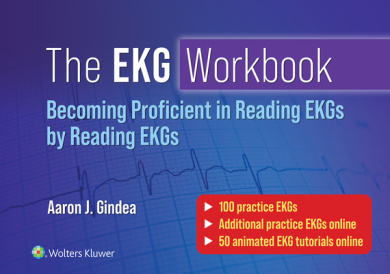 The EKG Workbook
Becoming Proficient in Reading EKGs
by Reading EKGs
Aaron J. Gindea
▶ 100 practice EKGs
▶ Additional practice EKGs online
▶ 50 animated EKG tutorials online
Wolters Kluwer